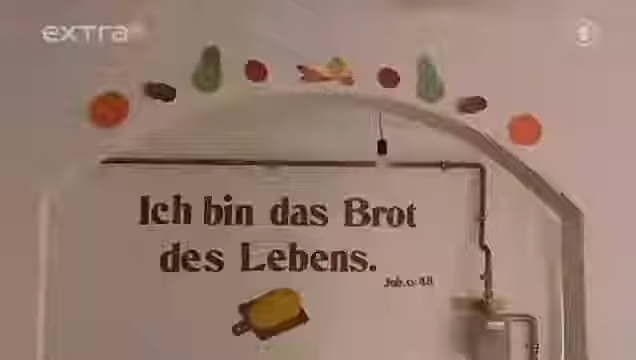 extra
Ich bin das Brot
des Lebens.
Joh. 6: 48